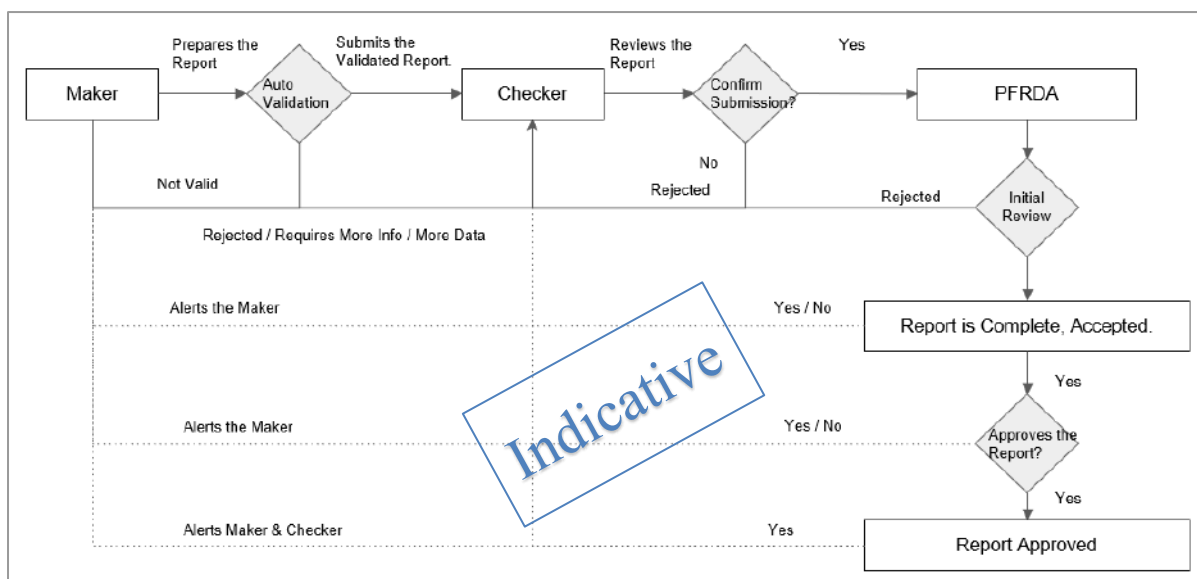 Prepares the
Report
Submits the
Validated Report.
Reviews the
Report
Yes
Maker
Auto
Validation
Checker
Confirm
Submission?
PFRDA
Not Valid
No
Rejected
Rejected
Initial
Review
Rejected / Requires More Info / More Data
Alerts the Maker
Yes / No
Report is Complete, Accepted.
Indicative
Yes
Alerts the Maker
Yes / No
Approves the
Report?
Yes
Alerts Maker & Checker
Yes
Report Approved